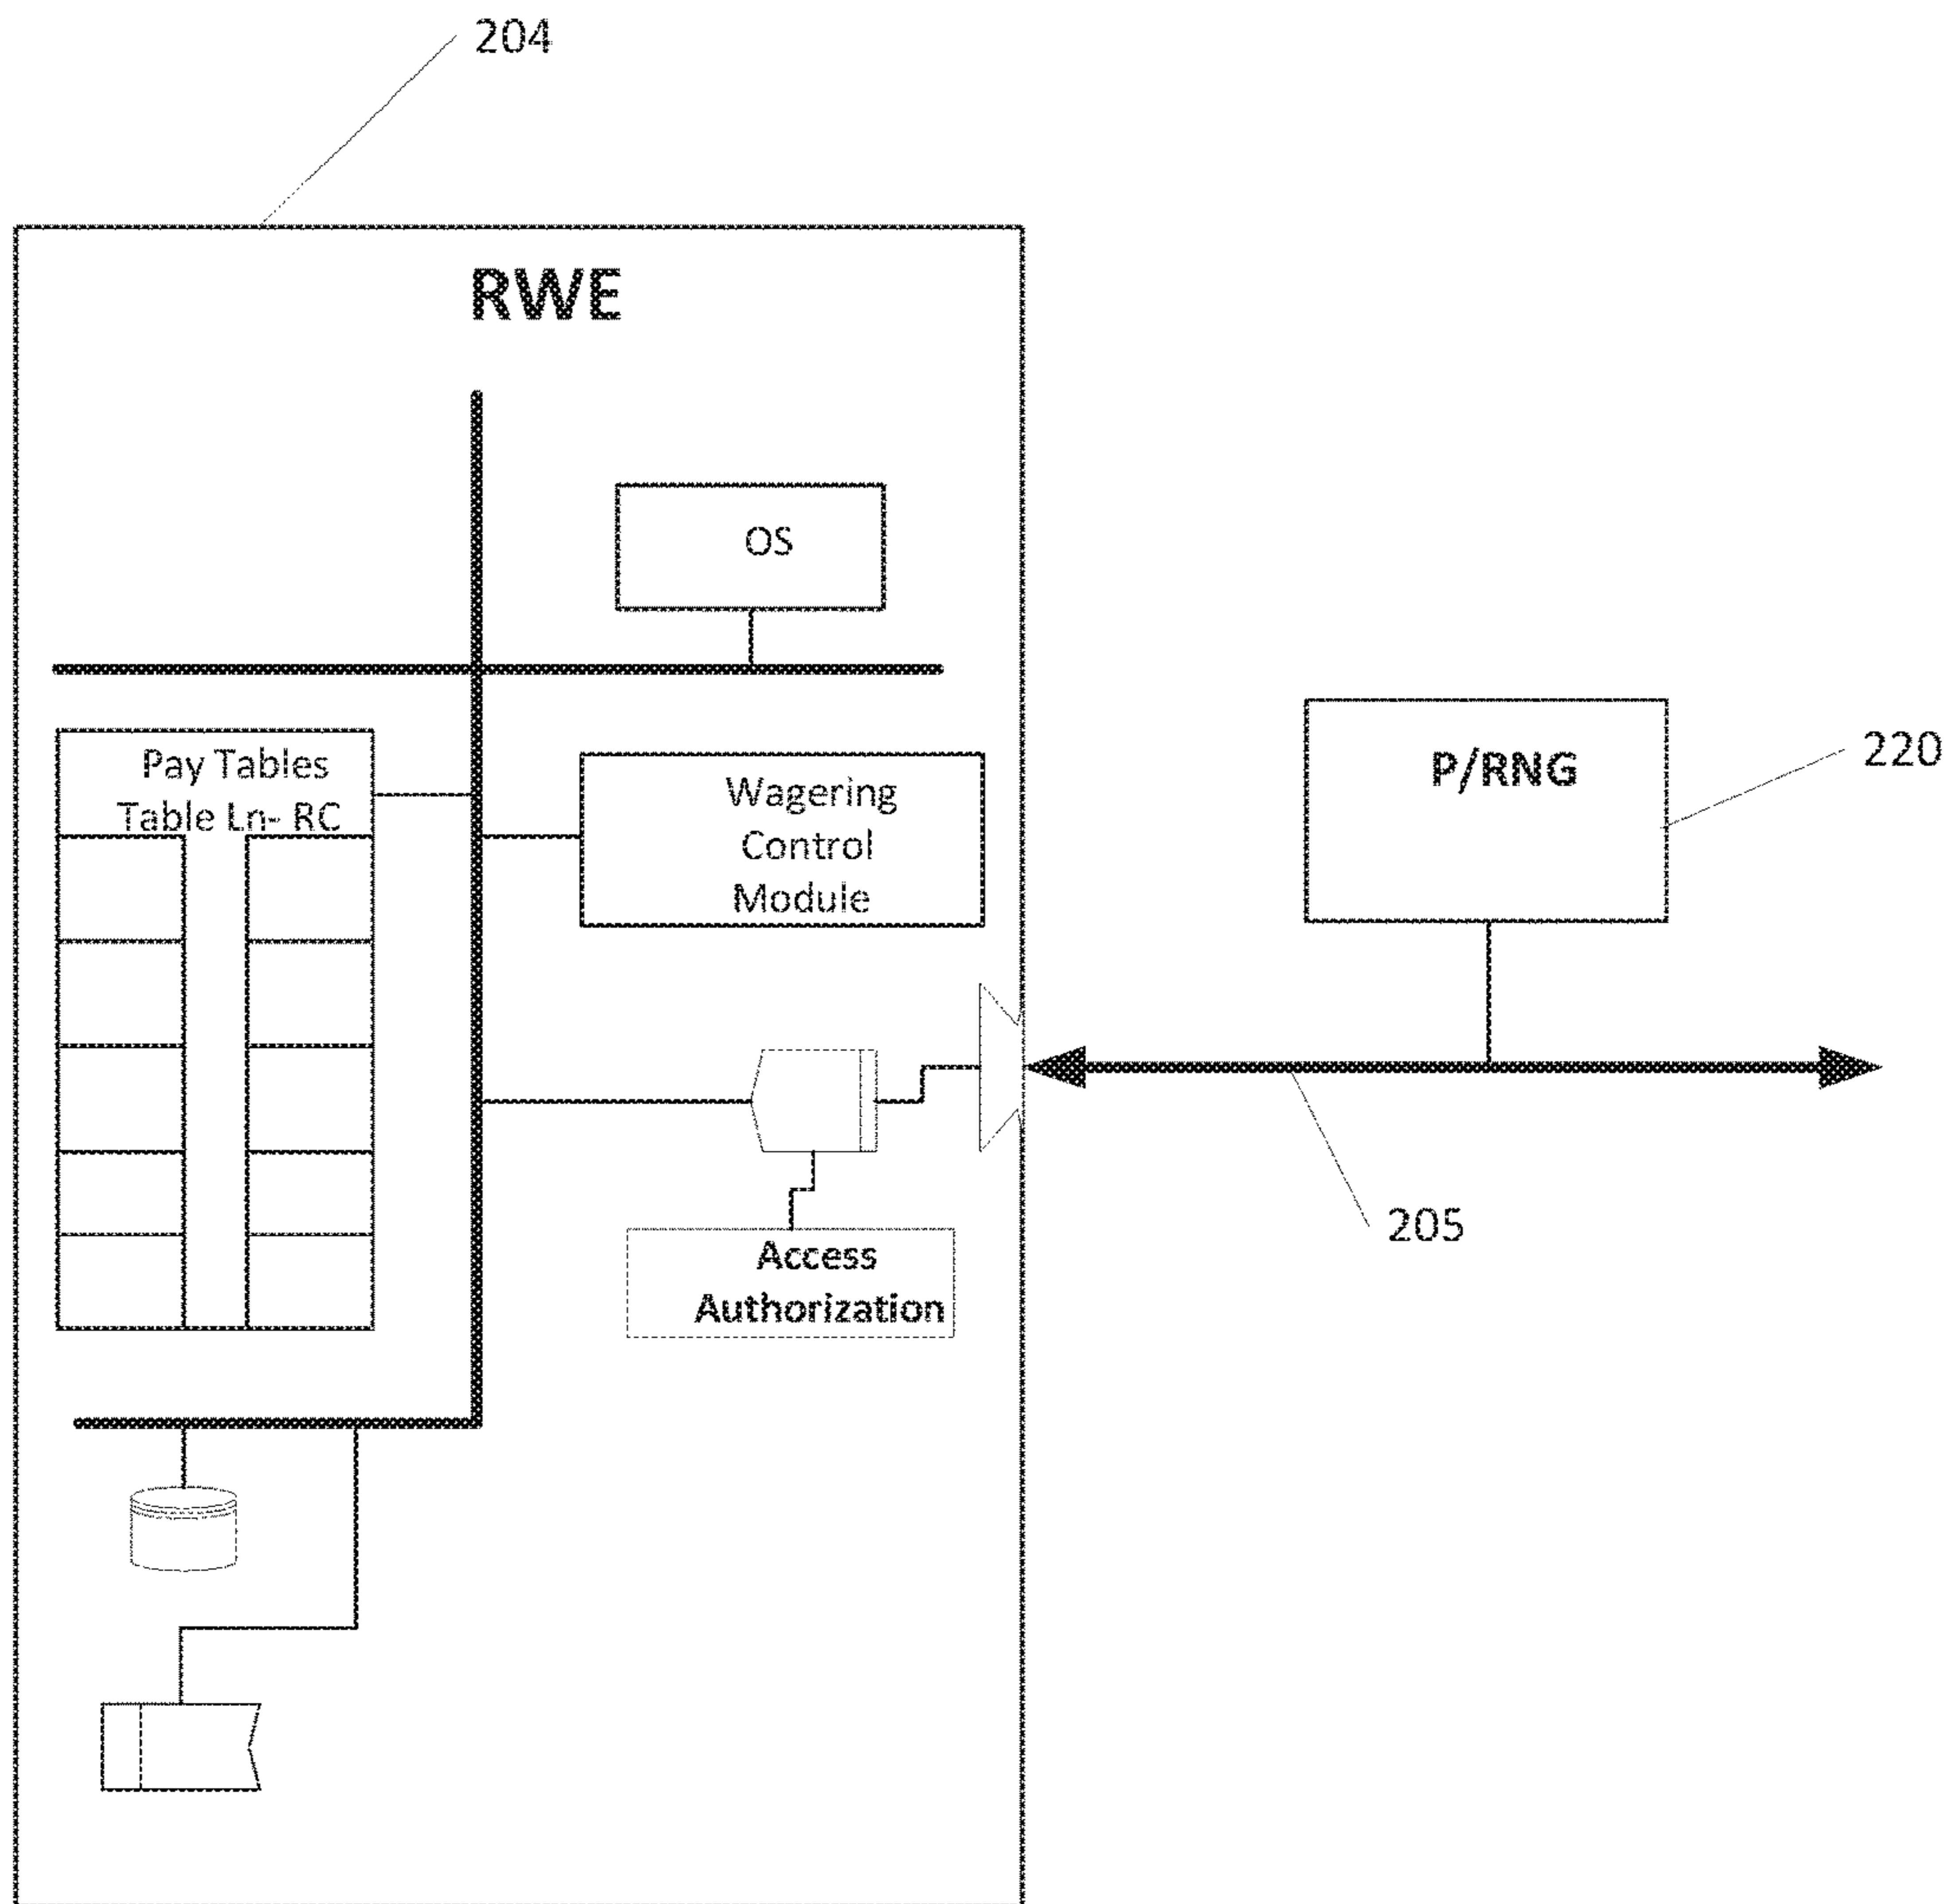 204
RWE
OS
Pay Tables
Table Ln- RC
Wagering
Control
Module
P/RNG
220
205
Access
Authorization